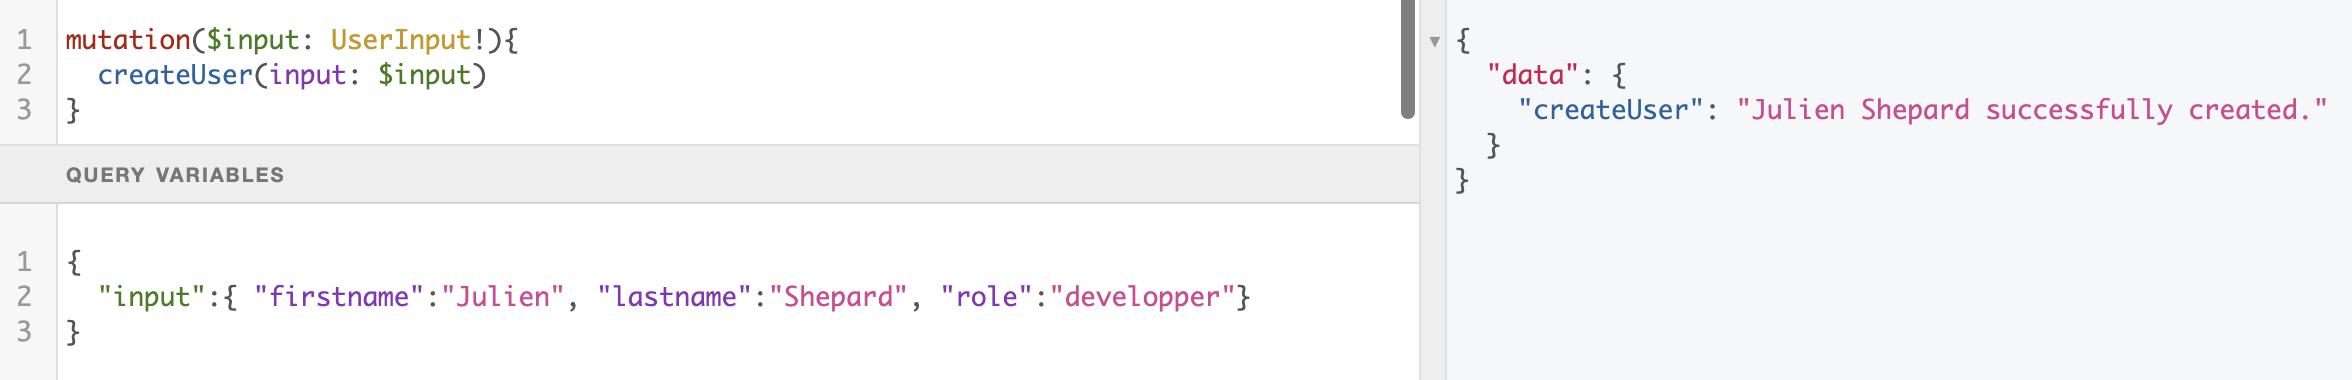 1 mutation($input: UserInput!){
2   createUser(input: $input)
3 }
QUERY VARIABLES
1 {
2   "input":{ "firstname":"Julien", "lastname":"Shepard", "role":"developper"}
3 }
{
  "data": {
    "createUser": "Julien Shepard successfully created."
  }
}